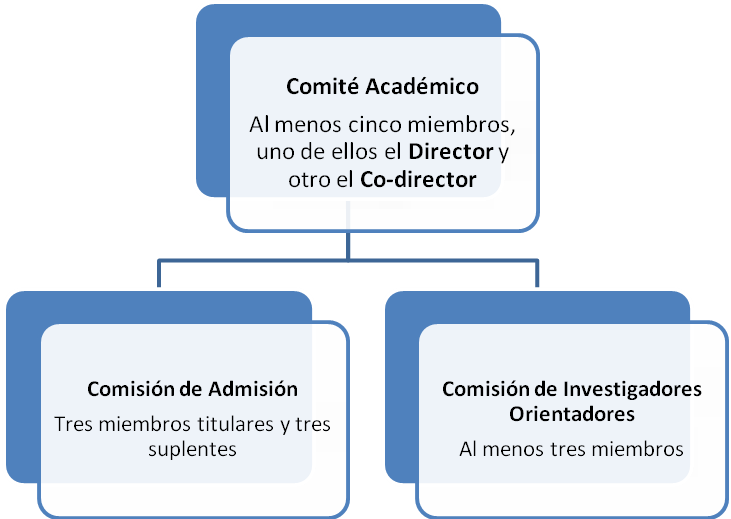 Comité Académico
Al menos cinco miembros,
uno de ellos el Director y
otro el Co-director
Comisión de Admisión
Tres miembros titulares y tres
suplentes
Comisión de Investigadores
Orientadores
Al menos tres miembros